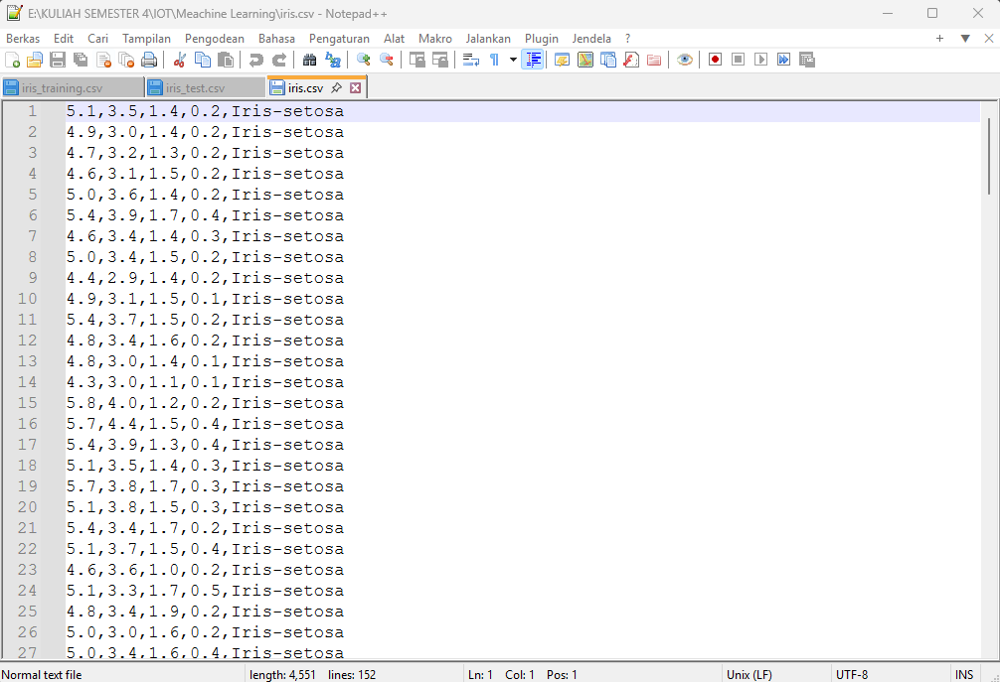 E:\KULIAH SEMESTER 4\IOT\Meachine Learning\iris.csv - Notepad++
Berkas Edit Cari Tampilan Pengodean Bahasa Pengaturan Alat Makro Jalankan Plugin Jendela ?
iris_training.csv iris_test.csv iris.csv
1 5.1,3.5,1.4,0.2,Iris-setosa
2 4.9,3.0,1.4,0.2,Iris-setosa
3 4.7,3.2,1.3,0.2,Iris-setosa
4 4.6,3.1,1.5,0.2,Iris-setosa
5 5.0,3.6,1.4,0.2,Iris-setosa
6 5.4,3.9,1.7,0.4,Iris-setosa
7 4.6,3.4,1.4,0.3,Iris-setosa
8 5.0,3.4,1.5,0.2,Iris-setosa
9 4.4,2.9,1.4,0.2,Iris-setosa
10 4.9,3.1,1.5,0.1,Iris-setosa
11 5.4,3.7,1.5,0.2,Iris-setosa
12 4.8,3.4,1.6,0.2,Iris-setosa
13 4.8,3.0,1.4,0.1,Iris-setosa
14 4.3,3.0,1.1,0.1,Iris-setosa
15 5.8,4.0,1.2,0.2,Iris-setosa
16 5.7,4.4,1.5,0.4,Iris-setosa
17 5.4,3.9,1.3,0.4,Iris-setosa
18 5.1,3.5,1.4,0.3,Iris-setosa
19 5.7,3.8,1.7,0.3,Iris-setosa
20 5.1,3.8,1.5,0.3,Iris-setosa
21 5.4,3.4,1.7,0.2,Iris-setosa
22 5.1,3.7,1.5,0.4,Iris-setosa
23 4.6,3.6,1.0,0.2,Iris-setosa
24 5.1,3.3,1.7,0.5,Iris-setosa
25 4.8,3.4,1.9,0.2,Iris-setosa
26 5.0,3.0,1.6,0.2,Iris-setosa
27 5.0,3.4,1.6,0.4,Iris-setosa
Normal text file length: 4,551 lines: 152 Ln: 1 Col: 1 Pos: 1 Unix (LF) UTF-8 INS